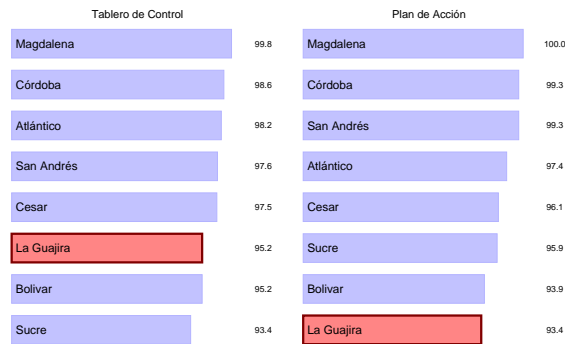 Tablero de Control
Magdalena 99.8
Córdoba 98.6
Atlántico 98.2
San Andrés 97.6
Cesar 97.5
La Guajira 95.2
Bolivar 95.2
Sucre 93.4
Plan de Acción
Magdalena 100.0
Córdoba 99.3
San Andrés 99.3
Atlántico 97.4
Cesar 96.1
Sucre 95.9
Bolivar 93.9
La Guajira 93.4